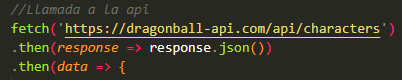 //Llamada a la api
fetch('https://dragonball-api.com/api/characters')
.then(response => response.json())
.then(data => {